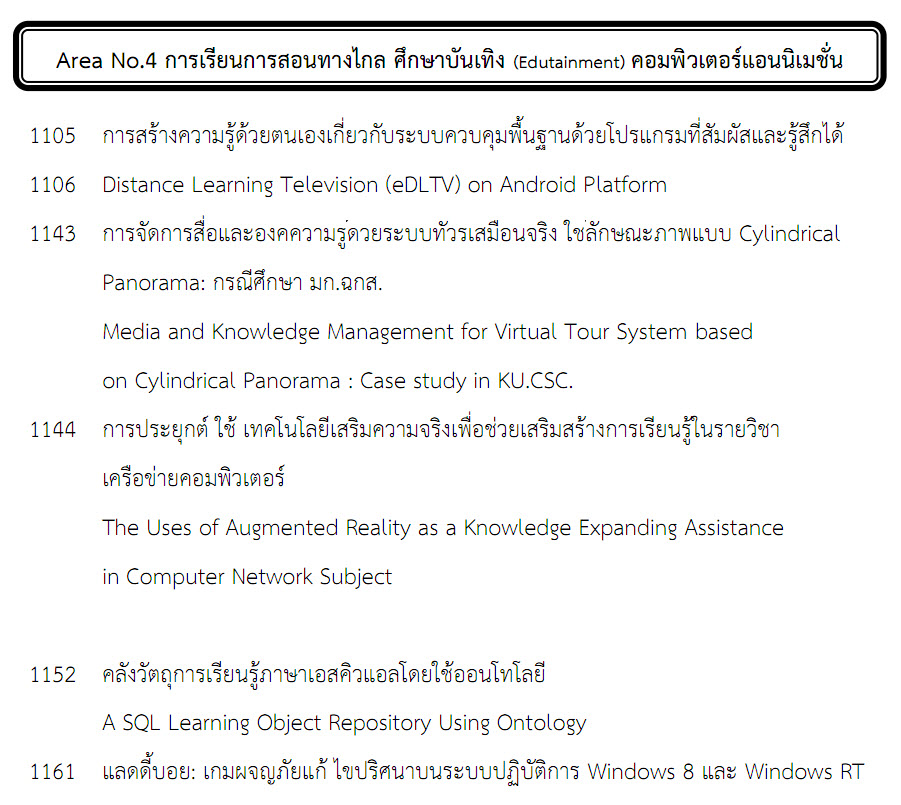 Area No.4 การเรียนการสอนทางไกล ศึกษาบันเทิง (Edutainment) คอมพิวเตอร์แอนนิเมชั่น
1105 การสร้างความรู้ด้วยตนเองเกี่ยวกับระบบควบคุมพื้นฐานด้วยโปรแกรมที่สัมผัสและรู้สึกได้
1106 Distance Learning Television (eDLTV) on Android Platform
1143 การจัดการสื่อและองคความรู่ดวยระบบทัวรเสมือนจริง ใช่ลักษณะภาพแบบ Cylindrical
Panorama: กรณีศึกษา มก.ฉกส.
Media and Knowledge Management for Virtual Tour System based
on Cylindrical Panorama : Case study in KU.CSC.
1144 การประยุกต์ ใช้ เทคโนโลยีเสริมความจริงเพื่อช่วยเสริมสร้างการเรียนรู้ในรายวิชา
เครือข่ายคอมพิวเตอร์
The Uses of Augmented Reality as a Knowledge Expanding Assistance
in Computer Network Subject
1152 คลังวัตถุการเรียนรู้ภาษาเอสคิวแอลโดยใช้ออนโทโลยี
A SQL Learning Object Repository Using Ontology
1161 แลดดี้บอย: เกมผจญภัยแก้ ไขปริศนาบนระบบปฏิบัติการ Windows 8 และ Windows RT